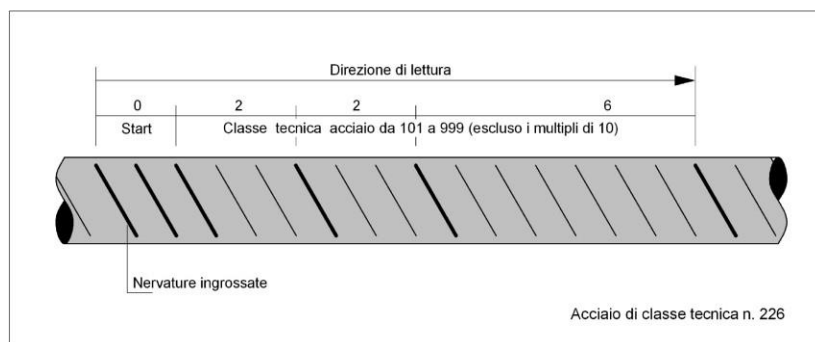 Direzione di lettura
0 2 2 6
Start Classe tecnica acciaio da 101 a 999 (escluso i multipli di 10)
Nervature ingrossate
Acciaio di classe tecnica n. 226